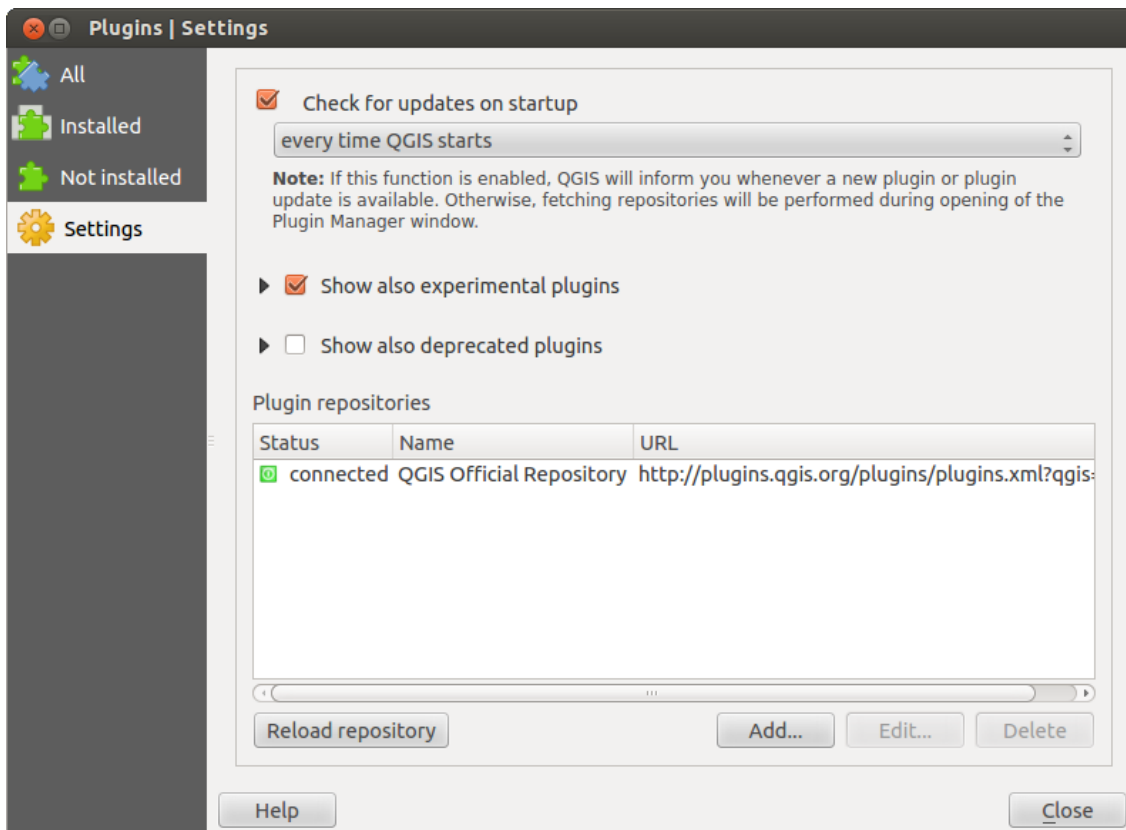 Plugins | Settings
All
Installed
Not installed
Settings
Check for updates on startup
every time QGIS starts
Note: If this function is enabled, QGIS will inform you whenever a new plugin or plugin
update is available. Otherwise, fetching repositories will be performed during opening of the
Plugin Manager window.
Show also experimental plugins
Show also deprecated plugins
Plugin repositories
Status Name URL
connected QGIS Official Repository http://plugins.qgis.org/plugins/plugins.xml?qgis=
Reload repository Add... Edit... Delete
Help Close